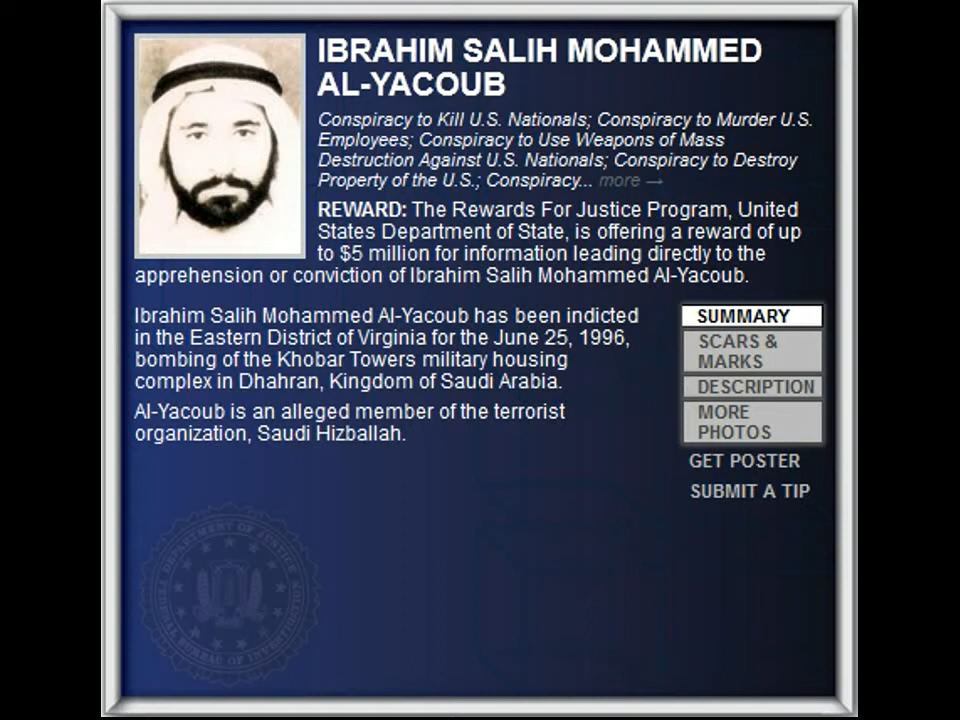 IBRAHIM SALIH MOHAMMED
AL-YACOUB
Conspiracy to Kill U.S. Nationals; Conspiracy to Murder U.S.
Employees; Conspiracy to Use Weapons of Mass
Destruction Against U.S. Nationals; Conspiracy to Destroy
Property of the U.S.; Conspiracy... more →
REWARD: The Rewards For Justice Program, United
States Department of State, is offering a reward of up
to $5 million for information leading directly to the
apprehension or conviction of Ibrahim Salih Mohammed Al-Yacoub.
Ibrahim Salih Mohammed Al-Yacoub has been indicted
in the Eastern District of Virginia for the June 25, 1996,
bombing of the Khobar Towers military housing
complex in Dhahran, Kingdom of Saudi Arabia.
Al-Yacoub is an alleged member of the terrorist
organization, Saudi Hizballah.
SUMMARY
SCARS &
MARKS
DESCRIPTION
MORE
PHOTOS
GET POSTER
SUBMIT A TIP
DEPARTMENT OF JUSTICE
BUREAU OF INVESTIGATION